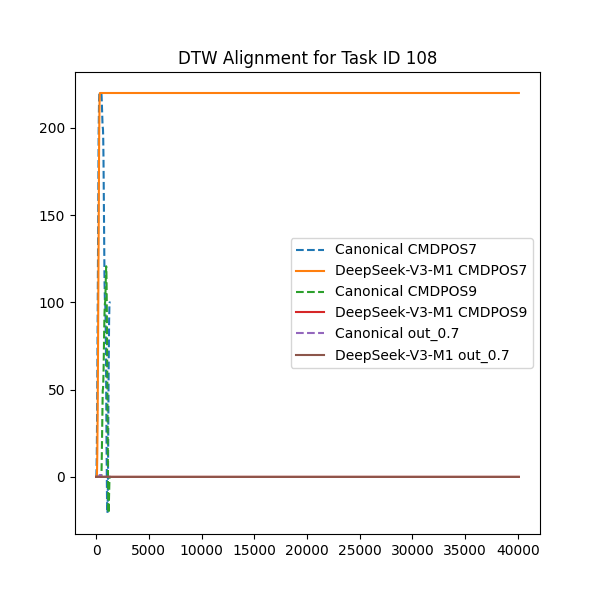 DTW Alignment for Task ID 108
200
150
100
50
0
Canonical CMDPOS7
DeepSeek-V3-M1 CMDPOS7
Canonical CMDPOS9
DeepSeek-V3-M1 CMDPOS9
Canonical out_0.7
DeepSeek-V3-M1 out_0.7
0 5000 10000 15000 20000 25000 30000 35000 40000